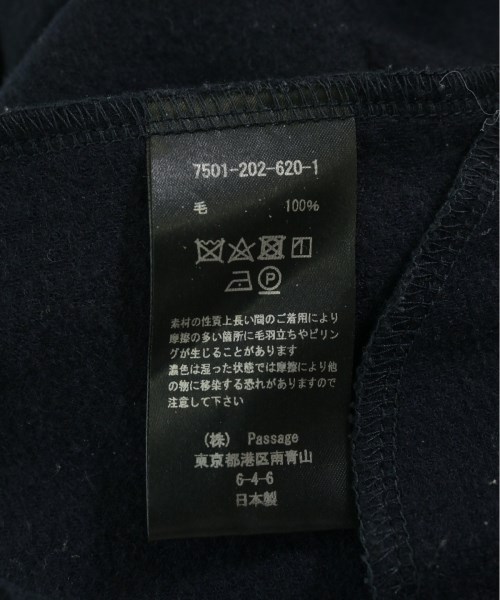 7501-202-620-1
毛 100%
素材の性質上長い間のご着用により
摩擦の多い箇所に毛羽立ちやピリン
グが生じることがあります
濃色は湿った状態では摩擦により他
の物に移染する恐れがありますので
注意して下さい
(株) Passage
東京都港区南青山
6-4-6
日本製